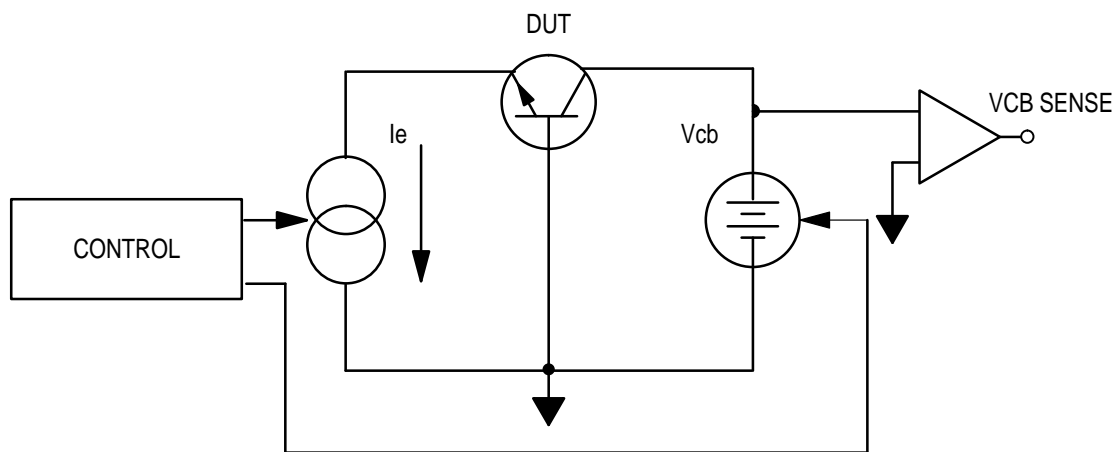 DUT
VCB SENSE
Ie
Vcb
CONTROL